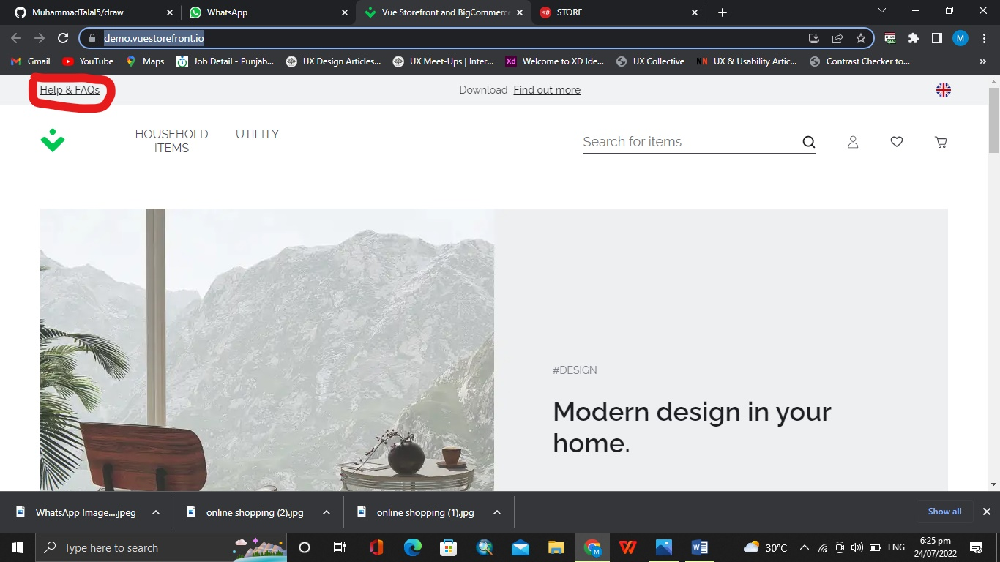 MuhammadTalal5/draw
WhatsApp
Vue Storefront and BigCommerc
STORE
demo.vuestorefront.io
M
Gmail
YouTube
Maps
Job Detail - Punjab...
UX Design Articles...
UX Meet-Ups | Inter...
Xd
Welcome to XD Ide...
UX Collective
NN
UX & Usability Artic...
Contrast Checker to...
»
Help & FAQs
Download Find out more
HOUSEHOLD
ITEMS
UTILITY
Search for items
#DESIGN
Modern design in your
home.
WhatsApp Image....jpeg
online shopping (2).jpg
online shopping (1).jpg
Show all
Type here to search
M
W
30°C
ENG
6:25 pm
24/07/2022